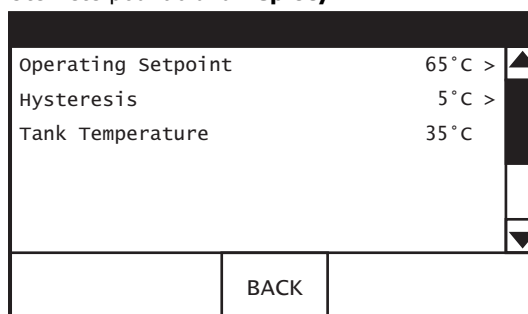 Operating Setpoint 65°C >
Hysteresis 5°C >
Tank Temperature 35°C
BACK